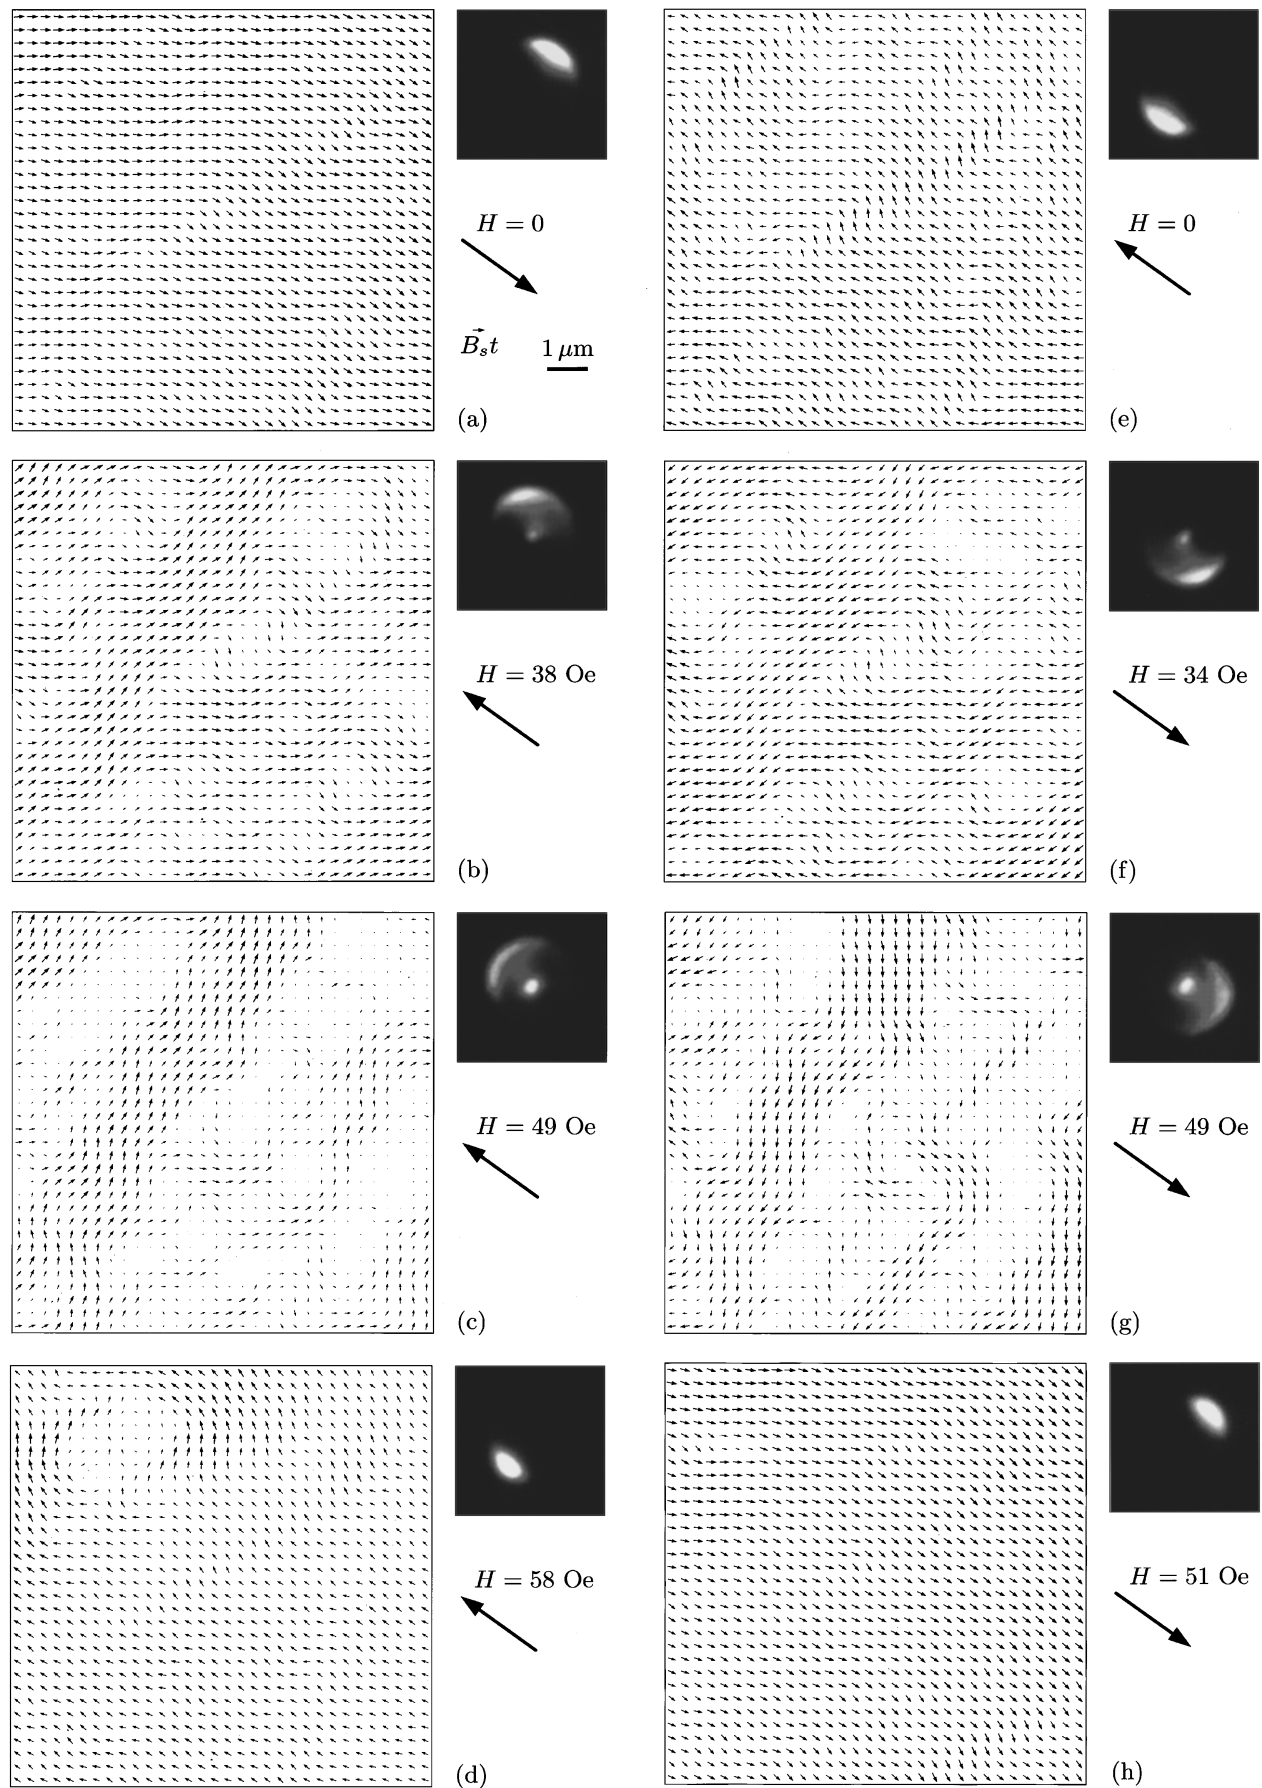 H = 0
B⃗ₛt 1 μm
(a)
H = 38 Oe
(b)
H = 49 Oe
(c)
H = 58 Oe
(d)
H = 0
(e)
H = 34 Oe
(f)
H = 49 Oe
(g)
H = 51 Oe
(h)